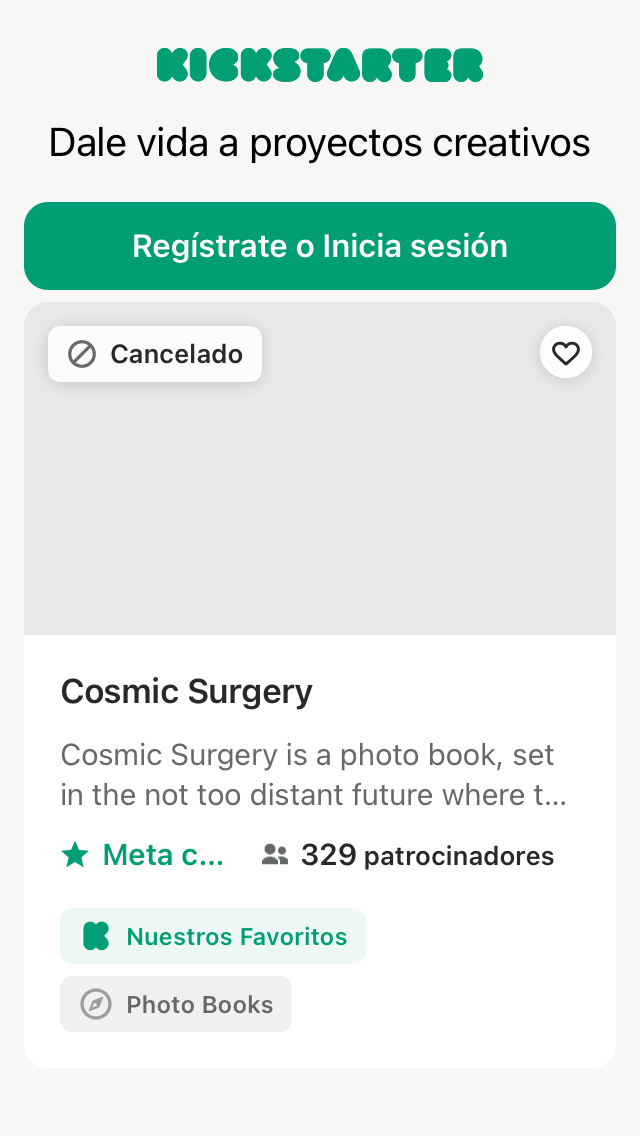 KICKSTARTER
Dale vida a proyectos creativos
Regístrate o Inicia sesión
Cancelado
Cosmic Surgery
Cosmic Surgery is a photo book, set
in the not too distant future where t...
Meta c... 329 patrocinadores
Nuestros Favoritos
Photo Books